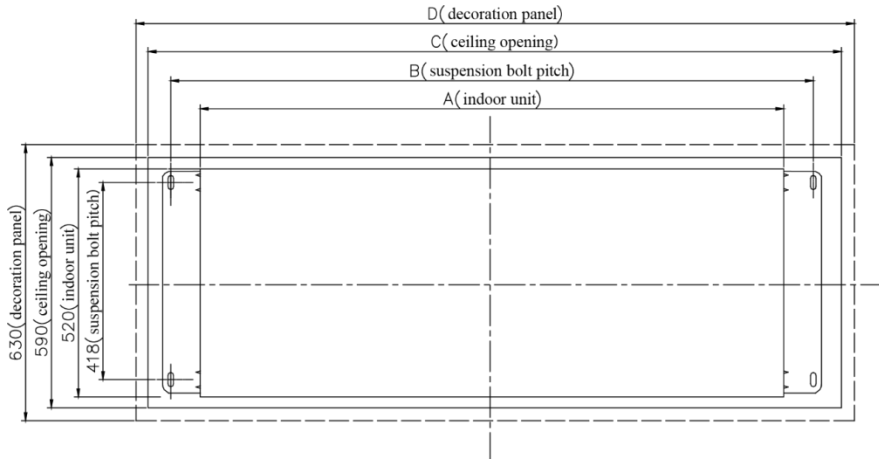 D(decoration panel)
C(ceiling opening)
B(suspension bolt pitch)
A(indoor unit)
630(decoration panel)
590(ceiling opening)
520(indoor unit)
418(suspension bolt pitch)